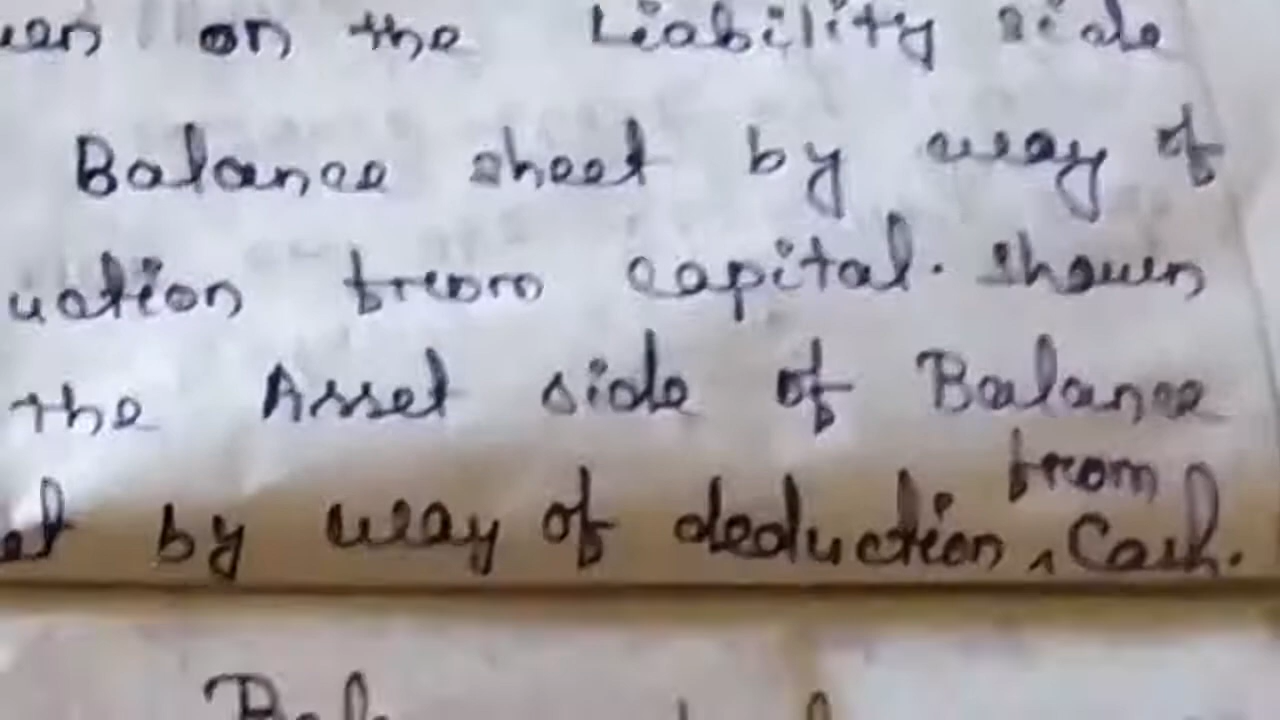 on the Liability side
Balance sheet by way of
uction from capital. Shown
the Asset side of Balance
by way of deduction ^ from Cash.